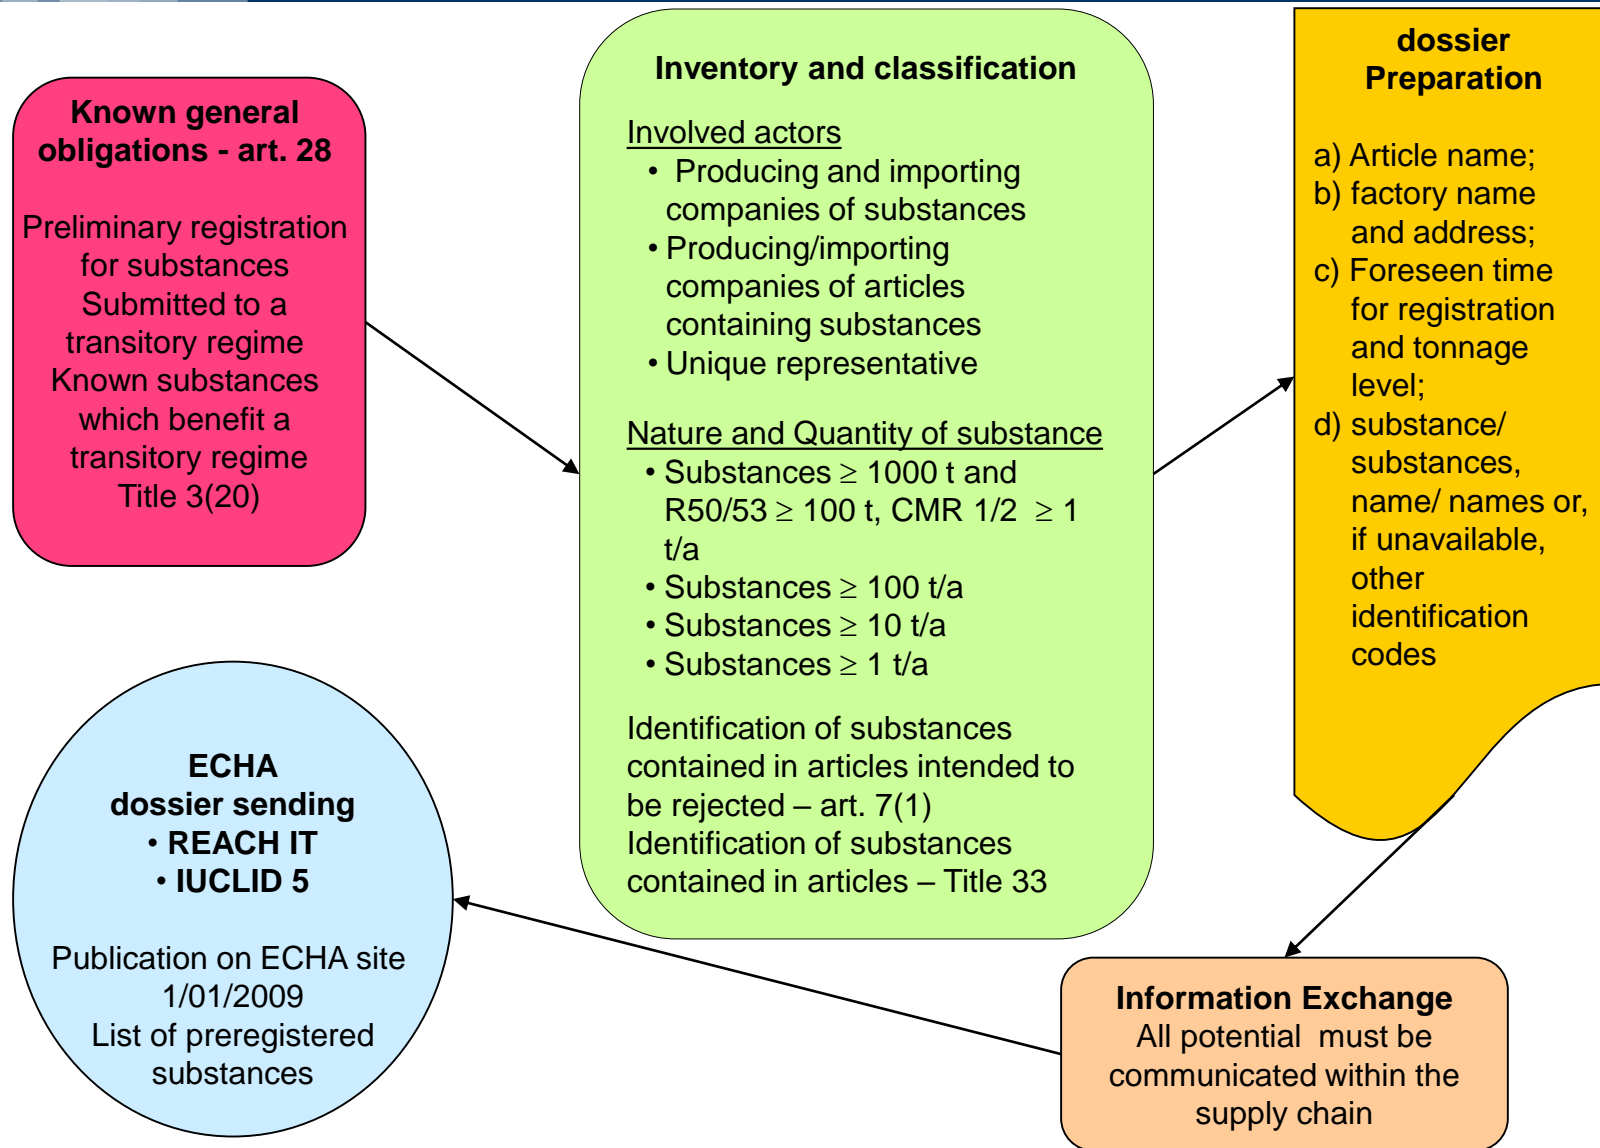 Known general
obligations - art. 28
Preliminary registration
for substances
Submitted to a
transitory regime
Known substances
which benefit a
transitory regime
Title 3(20)
Inventory and classification
Involved actors
• Producing and importing
companies of substances
• Producing/importing
companies of articles
containing substances
• Unique representative
Nature and Quantity of substance
• Substances ≥ 1000 t and
R50/53 ≥ 100 t, CMR 1/2 ≥ 1
t/a
• Substances ≥ 100 t/a
• Substances ≥ 10 t/a
• Substances ≥ 1 t/a
Identification of substances
contained in articles intended to
be rejected – art. 7(1)
Identification of substances
contained in articles – Title 33
dossier
Preparation
a) Article name;
b) factory name
and address;
c) Foreseen time
for registration
and tonnage
level;
d) substance/
substances,
name/ names or,
if unavailable,
other
identification
codes
Information Exchange
All potential must be
communicated within the
supply chain
ECHA
dossier sending
• REACH IT
• IUCLID 5
Publication on ECHA site
1/01/2009
List of preregistered
substances